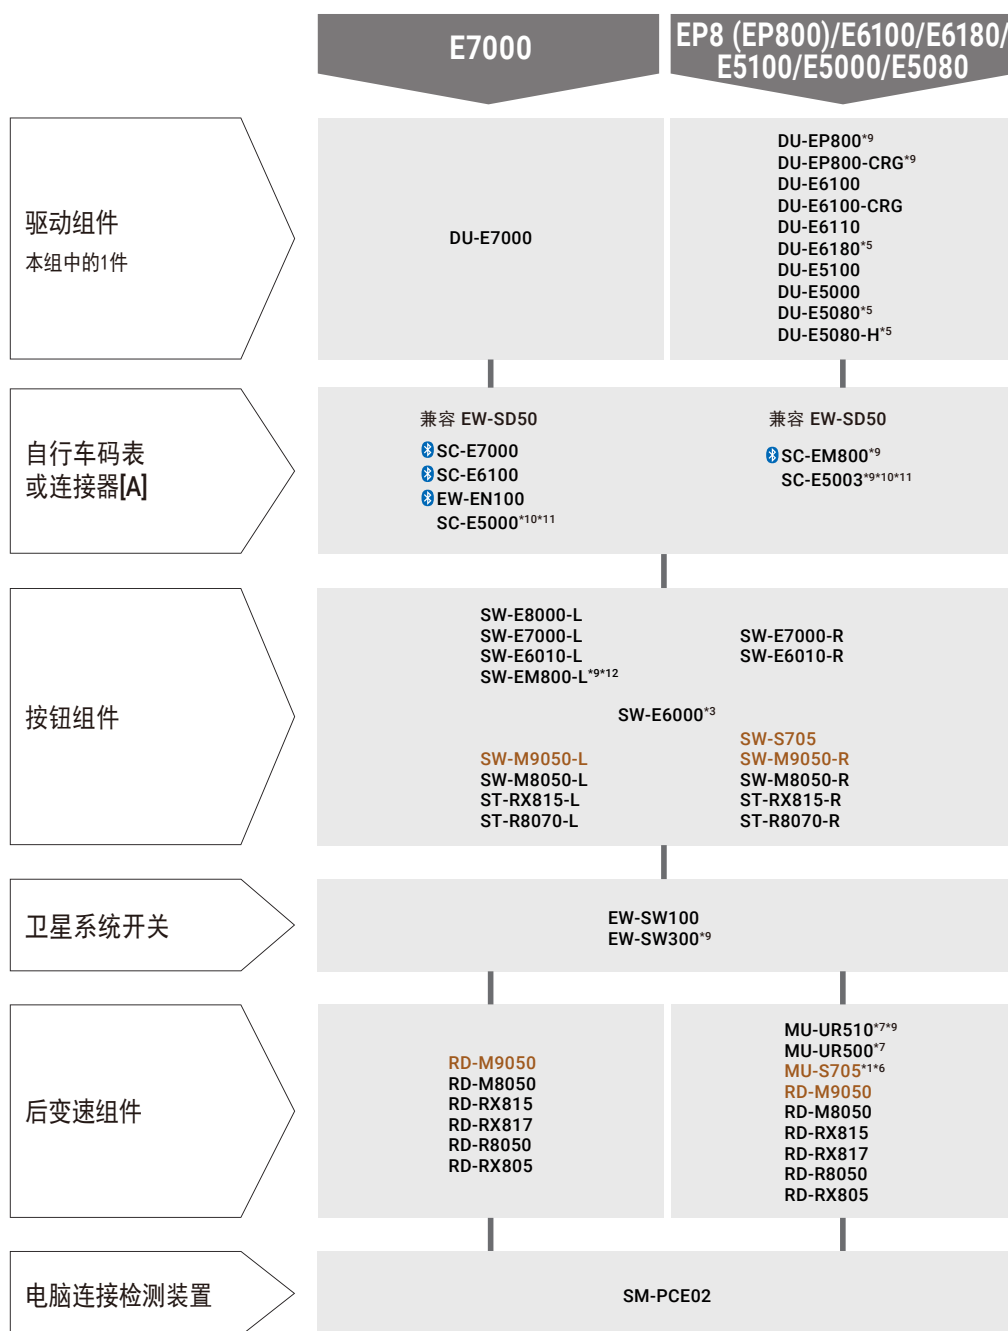 E7000
EP8 (EP800)/E6100/E6180/
E5100/E5000/E5080
驱动组件
本组中的1件
DU-E7000
DU-EP800*9
DU-EP800-CRG*9
DU-E6100
DU-E6100-CRG
DU-E6110
DU-E6180*5
DU-E5100
DU-E5000
DU-E5080*5
DU-E5080-H*5
自行车码表
或连接器[A]
兼容 EW-SD50
SC-E7000
SC-E6100
EW-EN100
SC-E5000*10*11
兼容 EW-SD50
SC-EM800*9
SC-E5003*9*10*11
按钮组件
SW-E8000-L
SW-E7000-L
SW-E6010-L
SW-EM800-L*9*12
SW-E7000-R
SW-E6010-R
SW-E6000*3
SW-M9050-L
SW-M8050-L
ST-RX815-L
ST-R8070-L
SW-S705
SW-M9050-R
SW-M8050-R
ST-RX815-R
ST-R8070-R
卫星系统开关
EW-SW100
EW-SW300*9
后变速组件
RD-M9050
RD-M8050
RD-RX815
RD-RX817
RD-R8050
RD-RX805
MU-UR510*7*9
MU-UR500*7
MU-S705*1*6
RD-M9050
RD-M8050
RD-RX815
RD-RX817
RD-R8050
RD-RX805
电脑连接检测装置
SM-PCE02